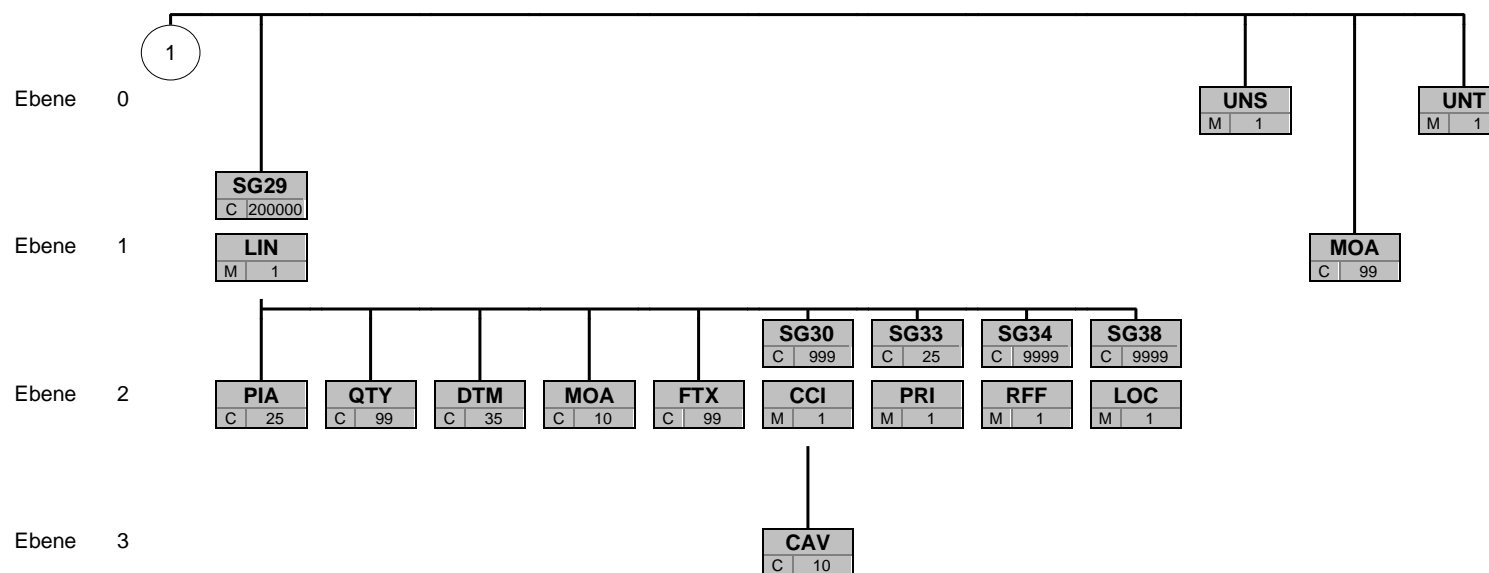 1
Ebene 0
UNS UNT
M 1 M 1
SG29
C 200000
Ebene 1
LIN MOA
M 1 C 99
SG30 SG33 SG34 SG38
C 999 C 25 C 9999 C 9999
Ebene 2
PIA QTY DTM MOA FTX CCI PRI RFF LOC
C 25 C 99 C 35 C 10 C 99 M 1 M 1 M 1 M 1
Ebene 3
CAV
C 10